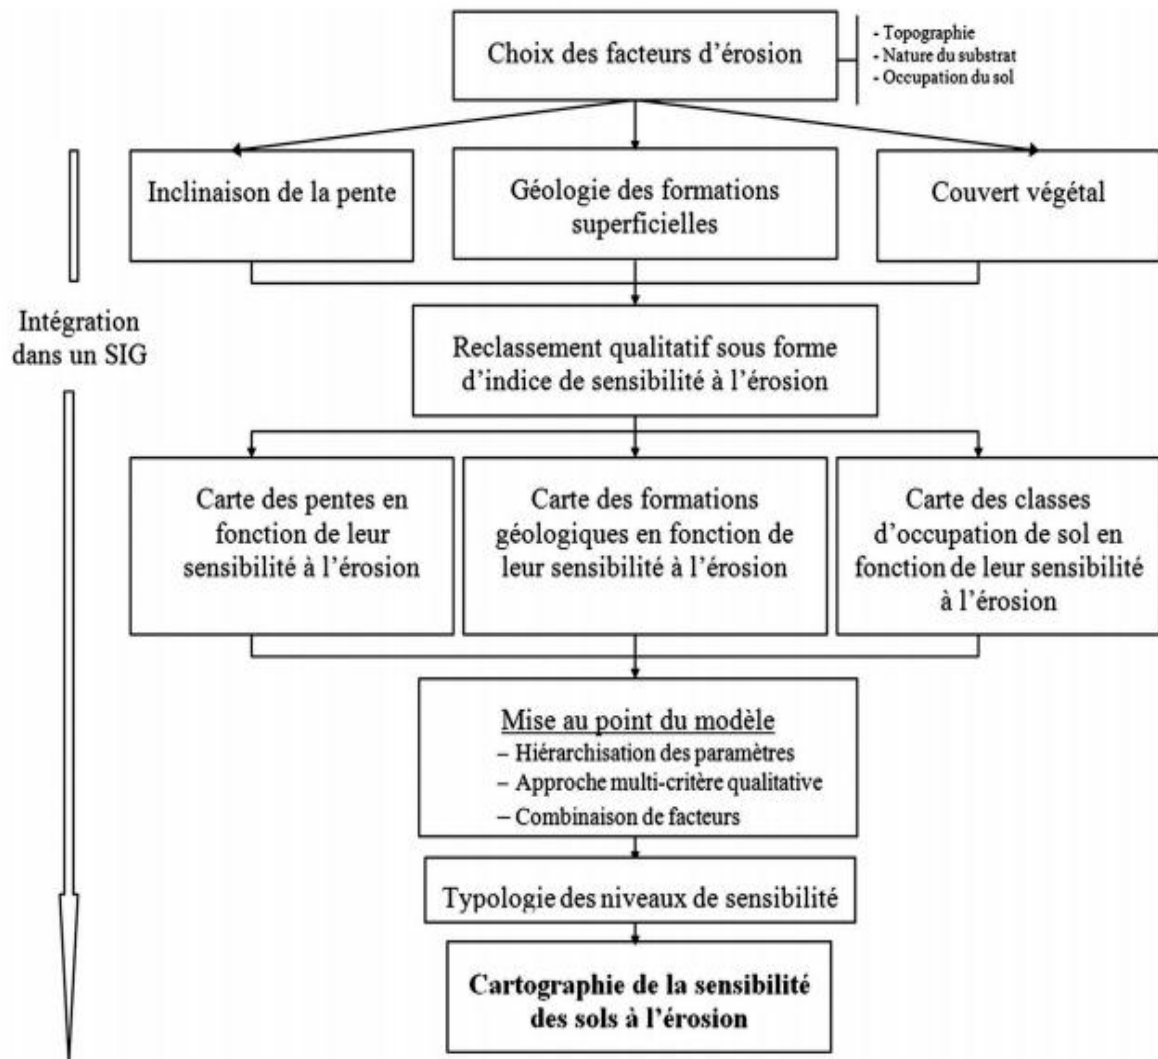 Choix des facteurs d'érosion
- Topographie
- Nature du substrat
- Occupation du sol
Inclinaison de la pente
Géologie des formations
superficielles
Couvert végétal
Intégration
dans un SIG
Reclassement qualitatif sous forme
d'indice de sensibilité à l'érosion
Carte des pentes en
fonction de leur
sensibilité à l'érosion
Carte des formations
géologiques en fonction de
leur sensibilité à l'érosion
Carte des classes
d'occupation de sol en
fonction de leur sensibilité
à l'érosion
Mise au point du modèle
– Hiérarchisation des paramètres
– Approche multi-critère qualitative
– Combinaison de facteurs
Typologie des niveaux de sensibilité
Cartographie de la sensibilité
des sols à l'érosion